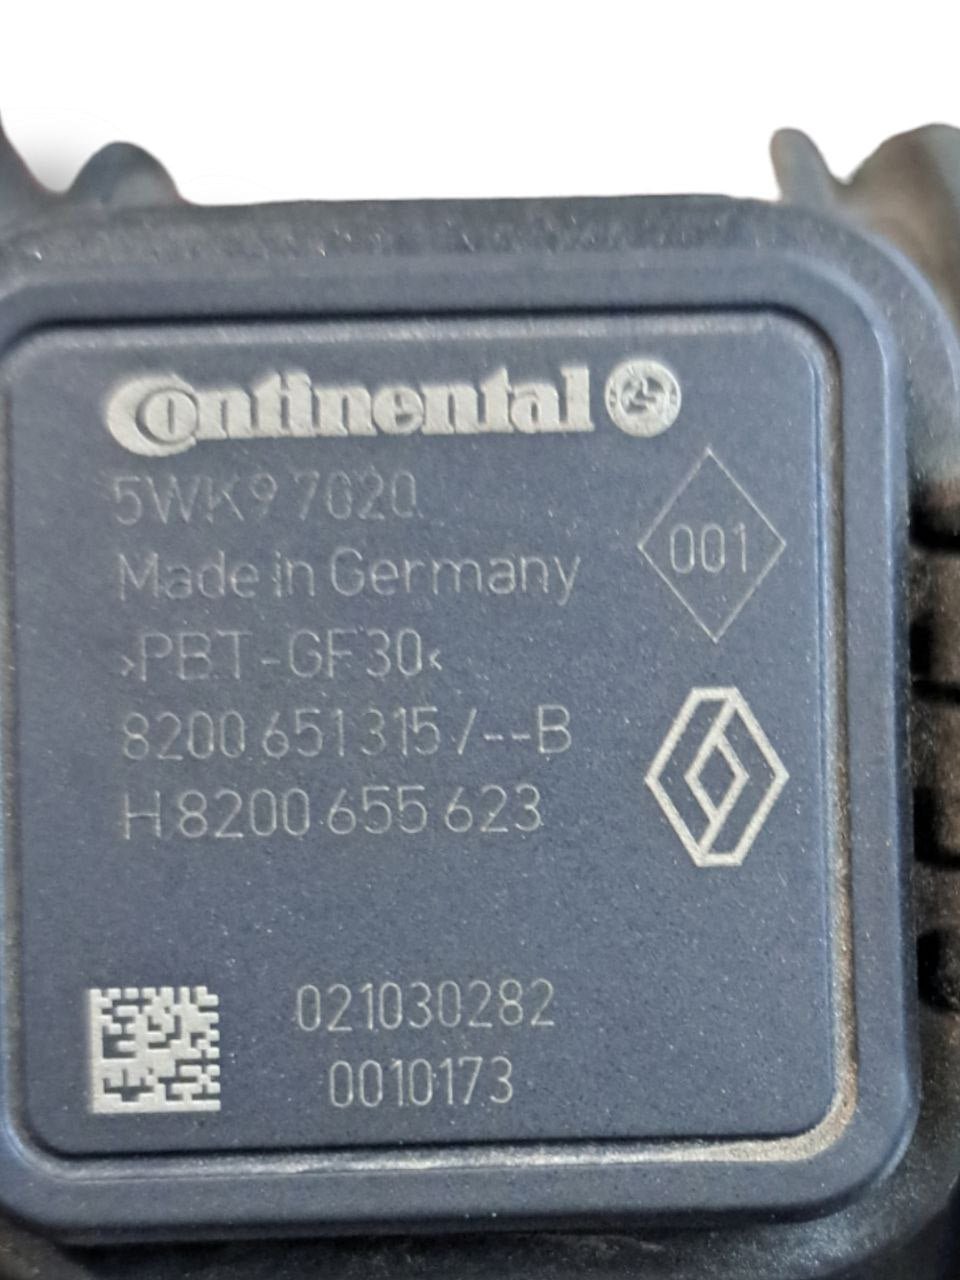 Continental
5WK9 7020
001
Made in Germany
>PBT-GF30<
8200 651 315 /--B
H 8200 655 623
021030282
0010173